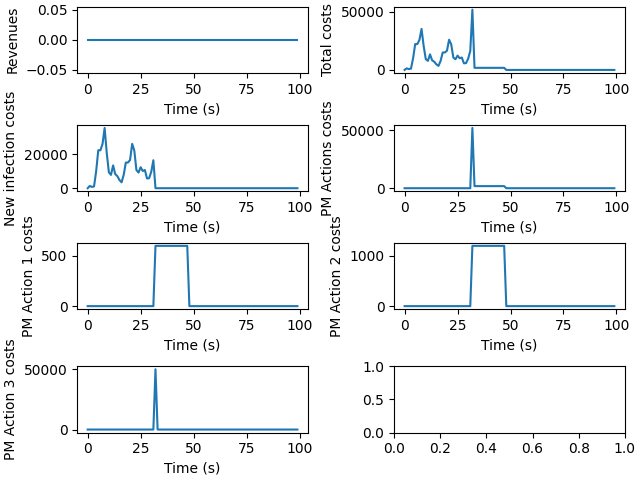 Revenues
0.05
0.00
−0.05
0 25 50 75 100
Time (s)
Total costs
50000
0
0 25 50 75 100
Time (s)
New infection costs
20000
0
0 25 50 75 100
Time (s)
PM Actions costs
50000
0
0 25 50 75 100
Time (s)
PM Action 1 costs
500
0
0 25 50 75 100
Time (s)
PM Action 2 costs
1000
0
0 25 50 75 100
Time (s)
PM Action 3 costs
50000
0
0 25 50 75 100
Time (s)
1.0
0.5
0.0
0.0 0.2 0.4 0.6 0.8 1.0